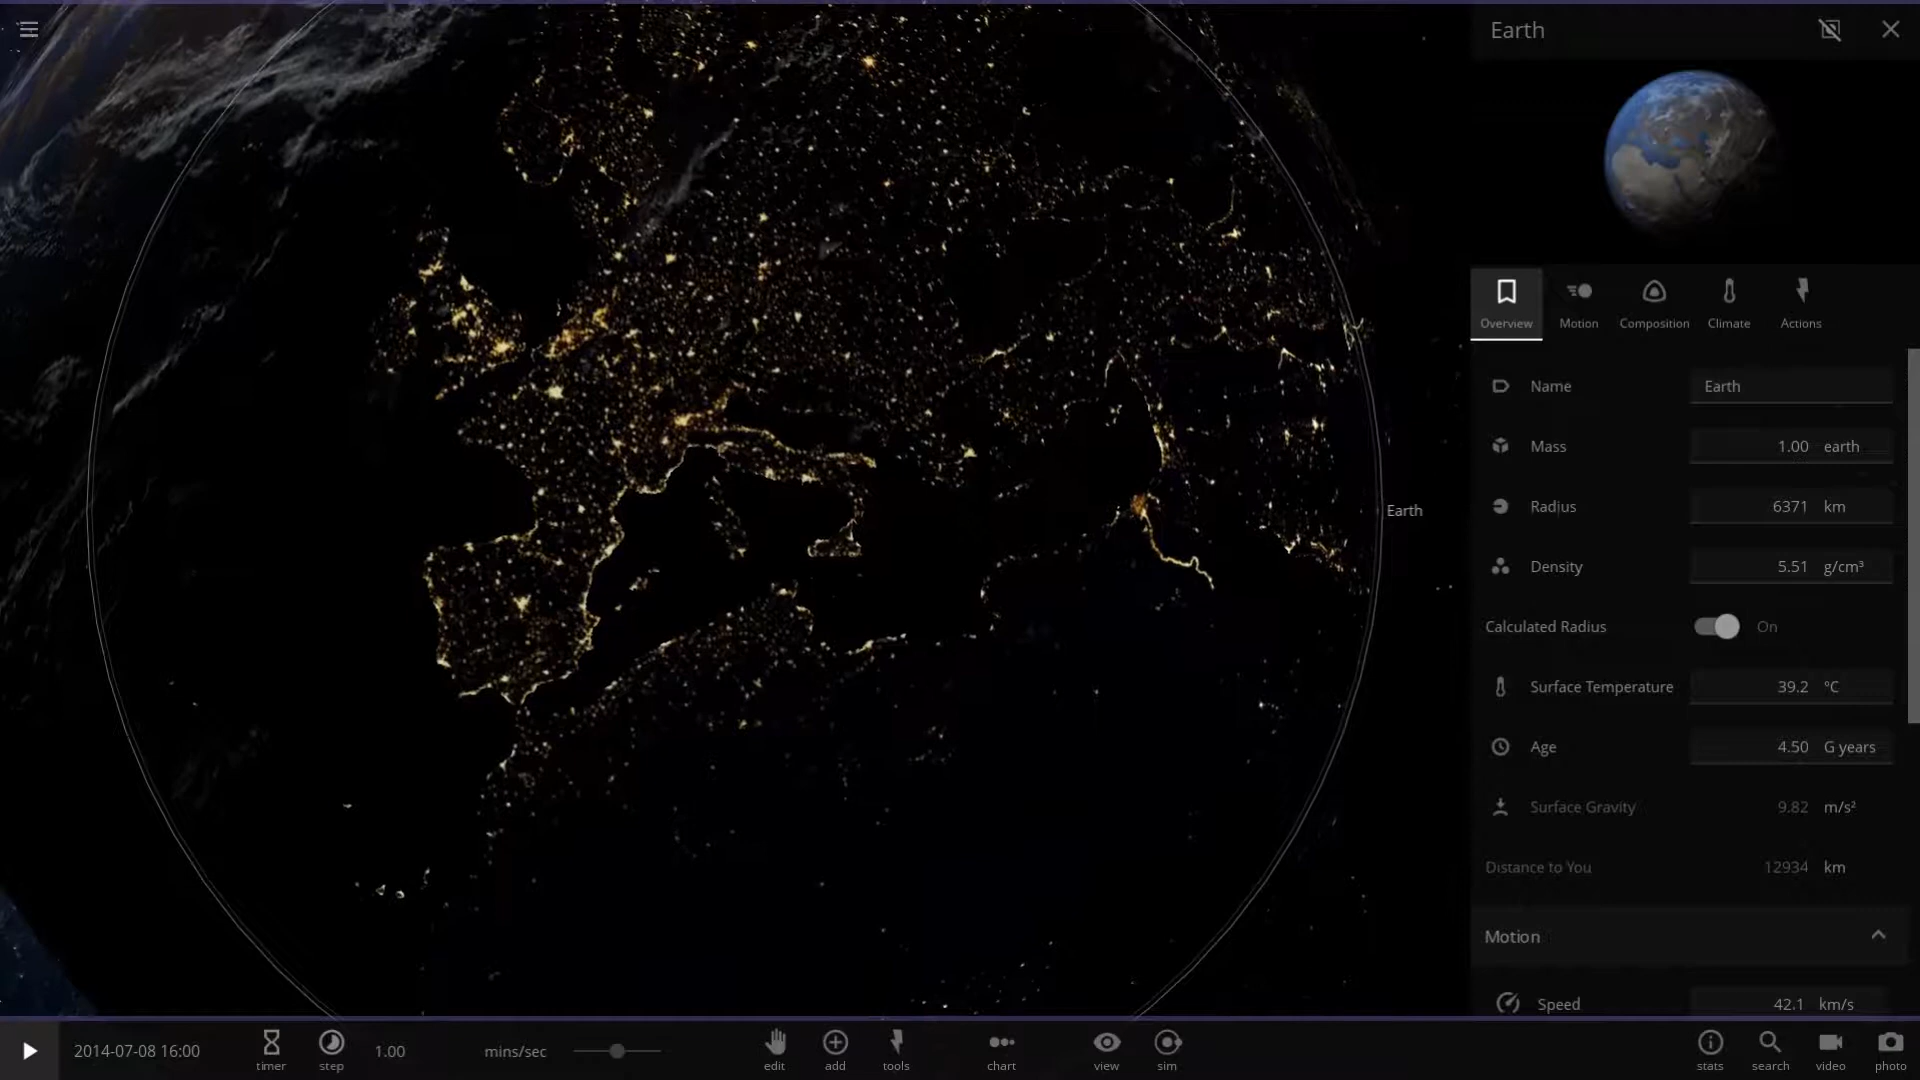 Earth
Overview
Motion
Composition
Climate
Actions
Name
Earth
Mass
1.00 earth
Radius
6371 km
Density
5.51 g/cm³
Calculated Radius
On
Surface Temperature
39.2 °C
Age
4.50 G years
Surface Gravity
9.82 m/s²
Distance to You
12934 km
Motion
Speed
42.1 km/s
Earth
2014-07-08 16:00
timer
step
1.00
mins/sec
edit
add
tools
chart
view
sim
stats
search
video
photo